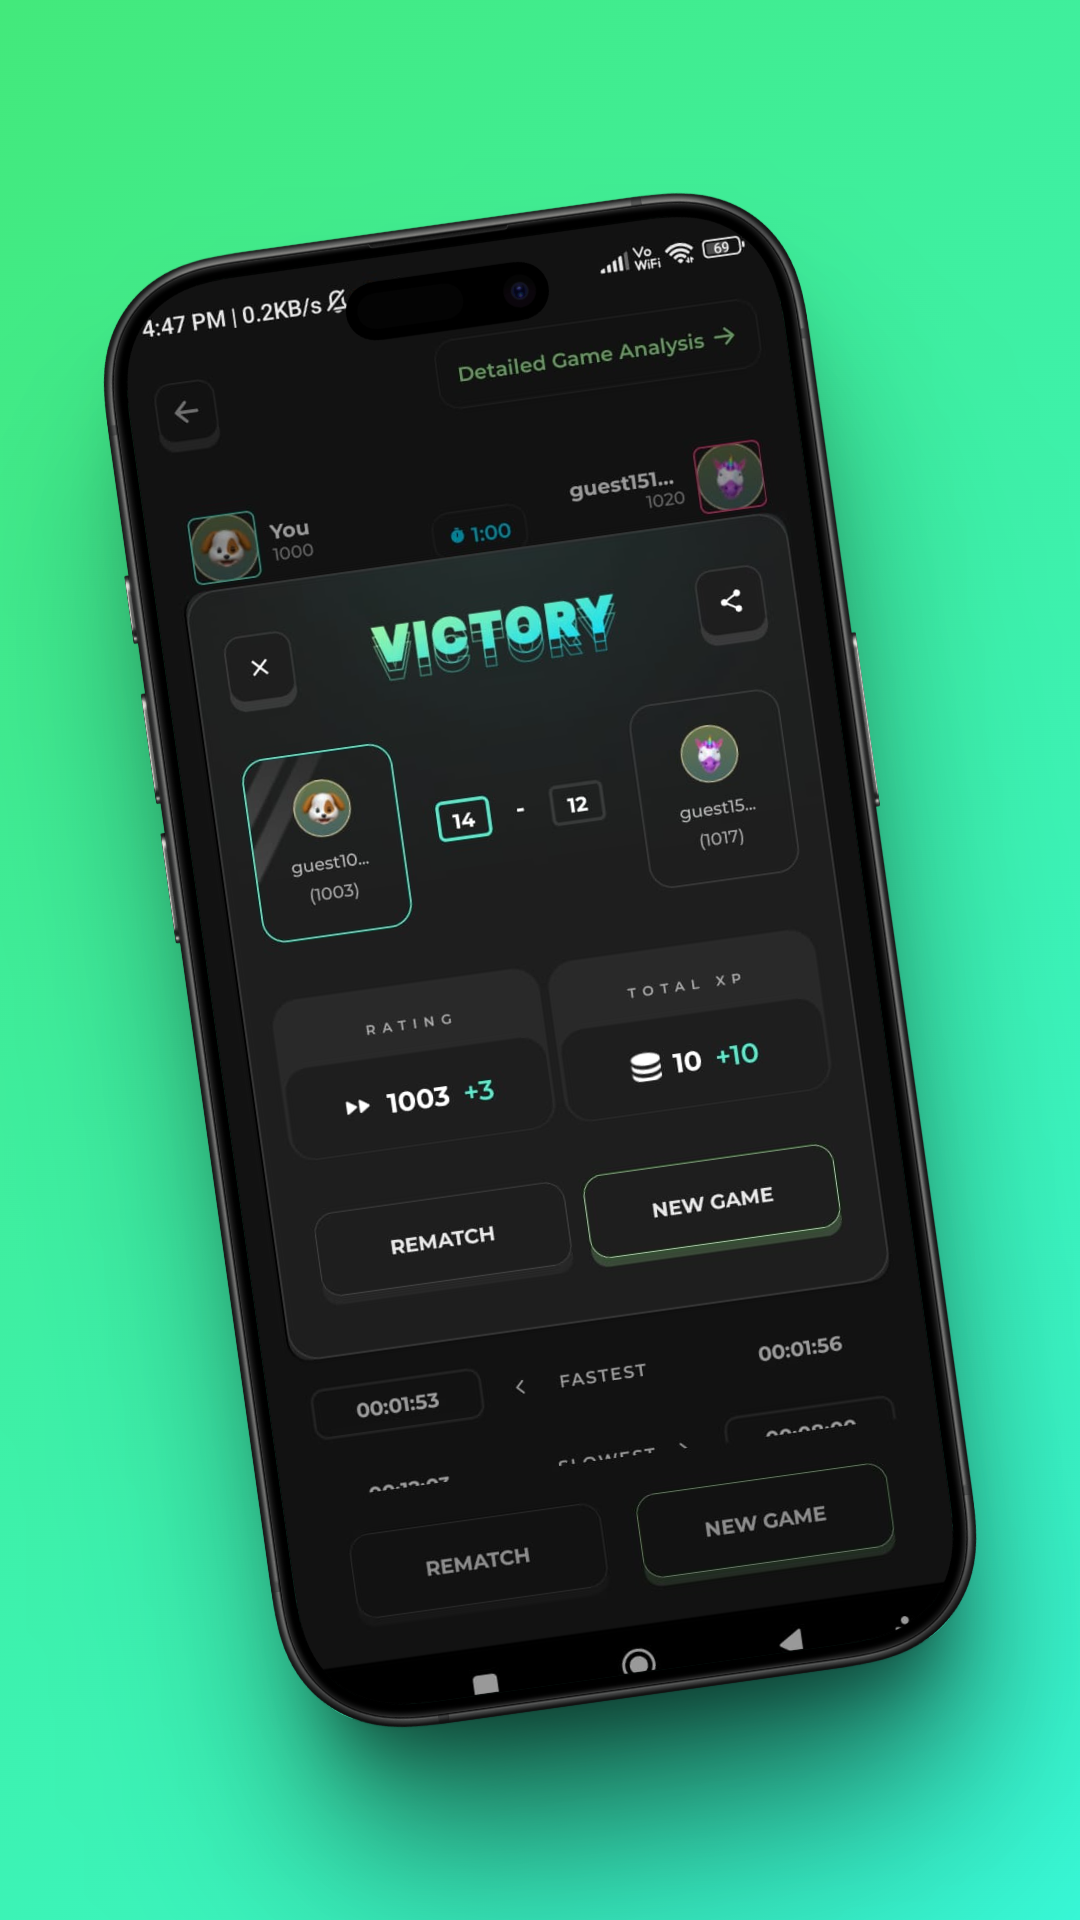 4:47 PM | 0.2KB/s
Vo
WiFi
69
Detailed Game Analysis →
You
1000
1:00
guest151...
1020
VICTORY
guest10...
(1003)
14 - 12
guest15...
(1017)
RATING
1003 +3
TOTAL XP
10 +10
REMATCH
NEW GAME
00:01:53
FASTEST
00:01:56
SLOWEST
REMATCH
NEW GAME